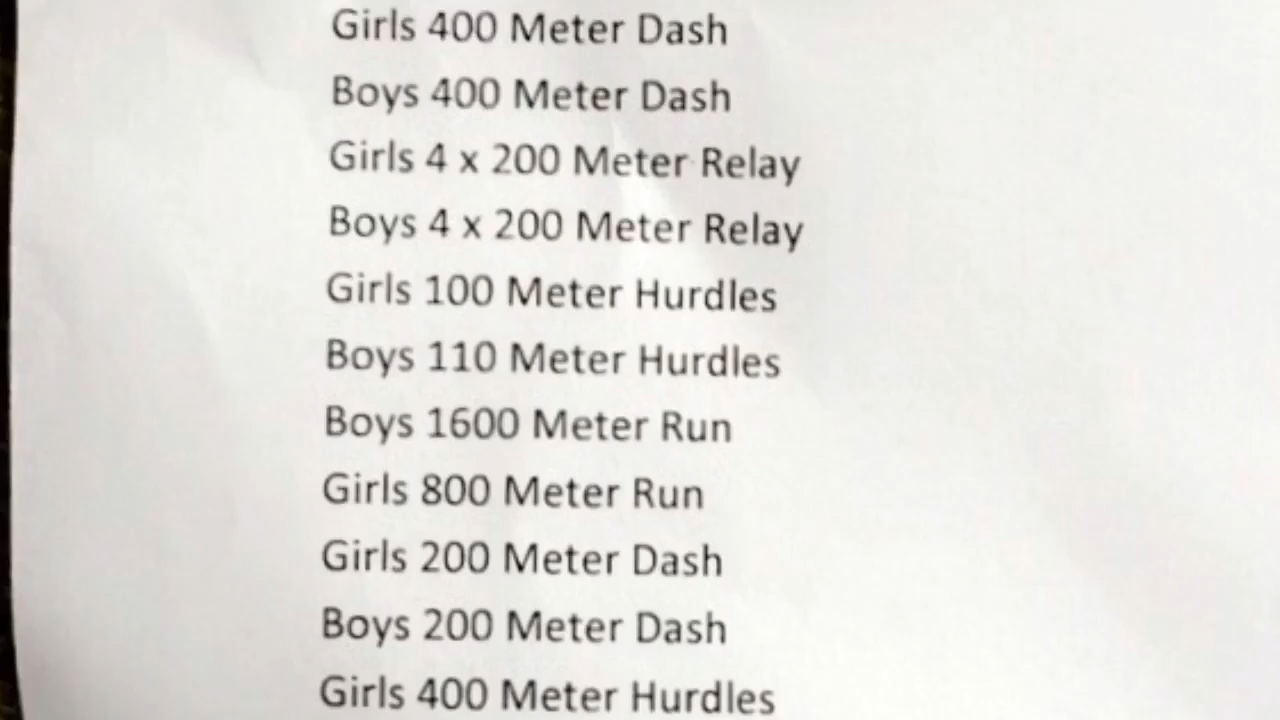 Girls 400 Meter Dash
Boys 400 Meter Dash
Girls 4 x 200 Meter Relay
Boys 4 x 200 Meter Relay
Girls 100 Meter Hurdles
Boys 110 Meter Hurdles
Boys 1600 Meter Run
Girls 800 Meter Run
Girls 200 Meter Dash
Boys 200 Meter Dash
Girls 400 Meter Hurdles